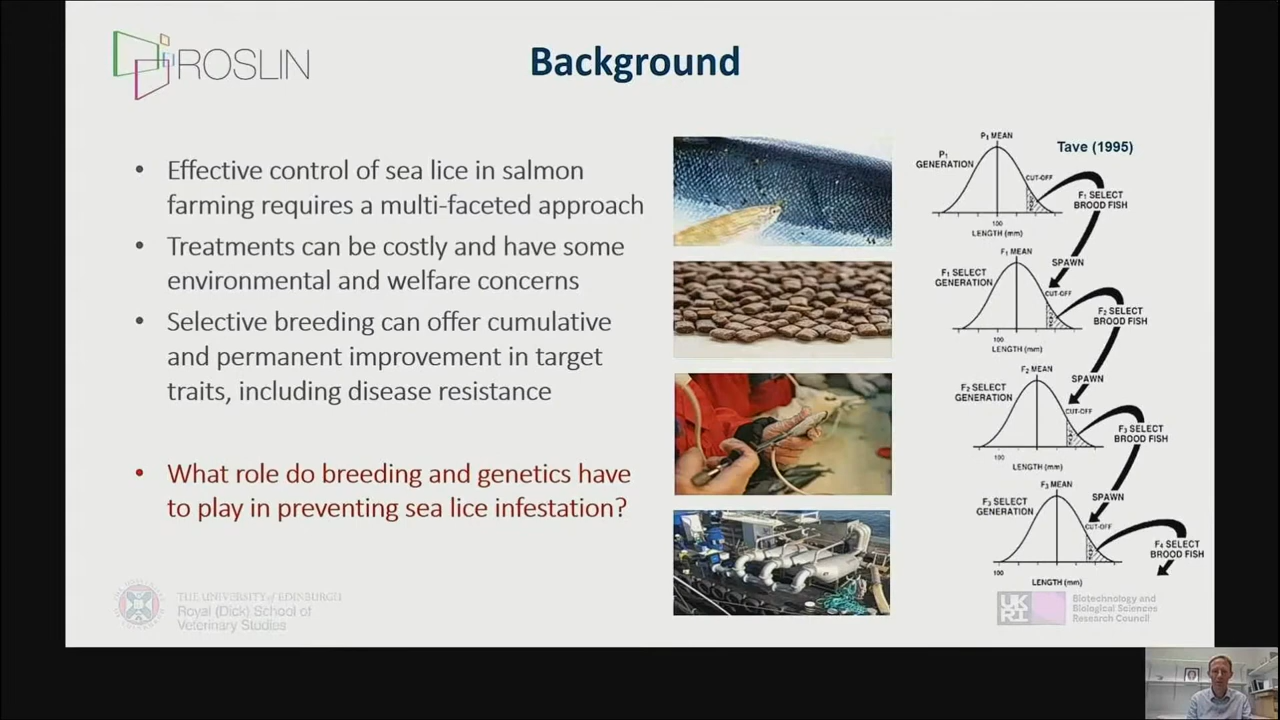 ROSLIN
Background
• Effective control of sea lice in salmon
farming requires a multi-faceted approach
• Treatments can be costly and have some
environmental and welfare concerns
• Selective breeding can offer cumulative
and permanent improvement in target
traits, including disease resistance
• What role do breeding and genetics have
to play in preventing sea lice infestation?
Tave (1995)
P₁ MEAN
P₁
GENERATION
CUT-OFF
F₁ SELECT
BROOD FISH
100
LENGTH (mm)
F₁ MEAN
SPAWN
F₁ SELECT
GENERATION
CUT-OFF
F₂ SELECT
BROOD FISH
100
LENGTH (mm)
F₂ MEAN
SPAWN
F₂ SELECT
GENERATION
CUT-OFF
F₃ SELECT
BROOD FISH
100
LENGTH (mm)
F₃ MEAN
SPAWN
F₃ SELECT
GENERATION
CUT-OFF
F₄ SELECT
BROOD FISH
100
LENGTH (mm)
THE UNIVERSITY of EDINBURGH
Royal (Dick) School of
Veterinary Studies
UK
RI
Biotechnology and
Biological Sciences
Research Council